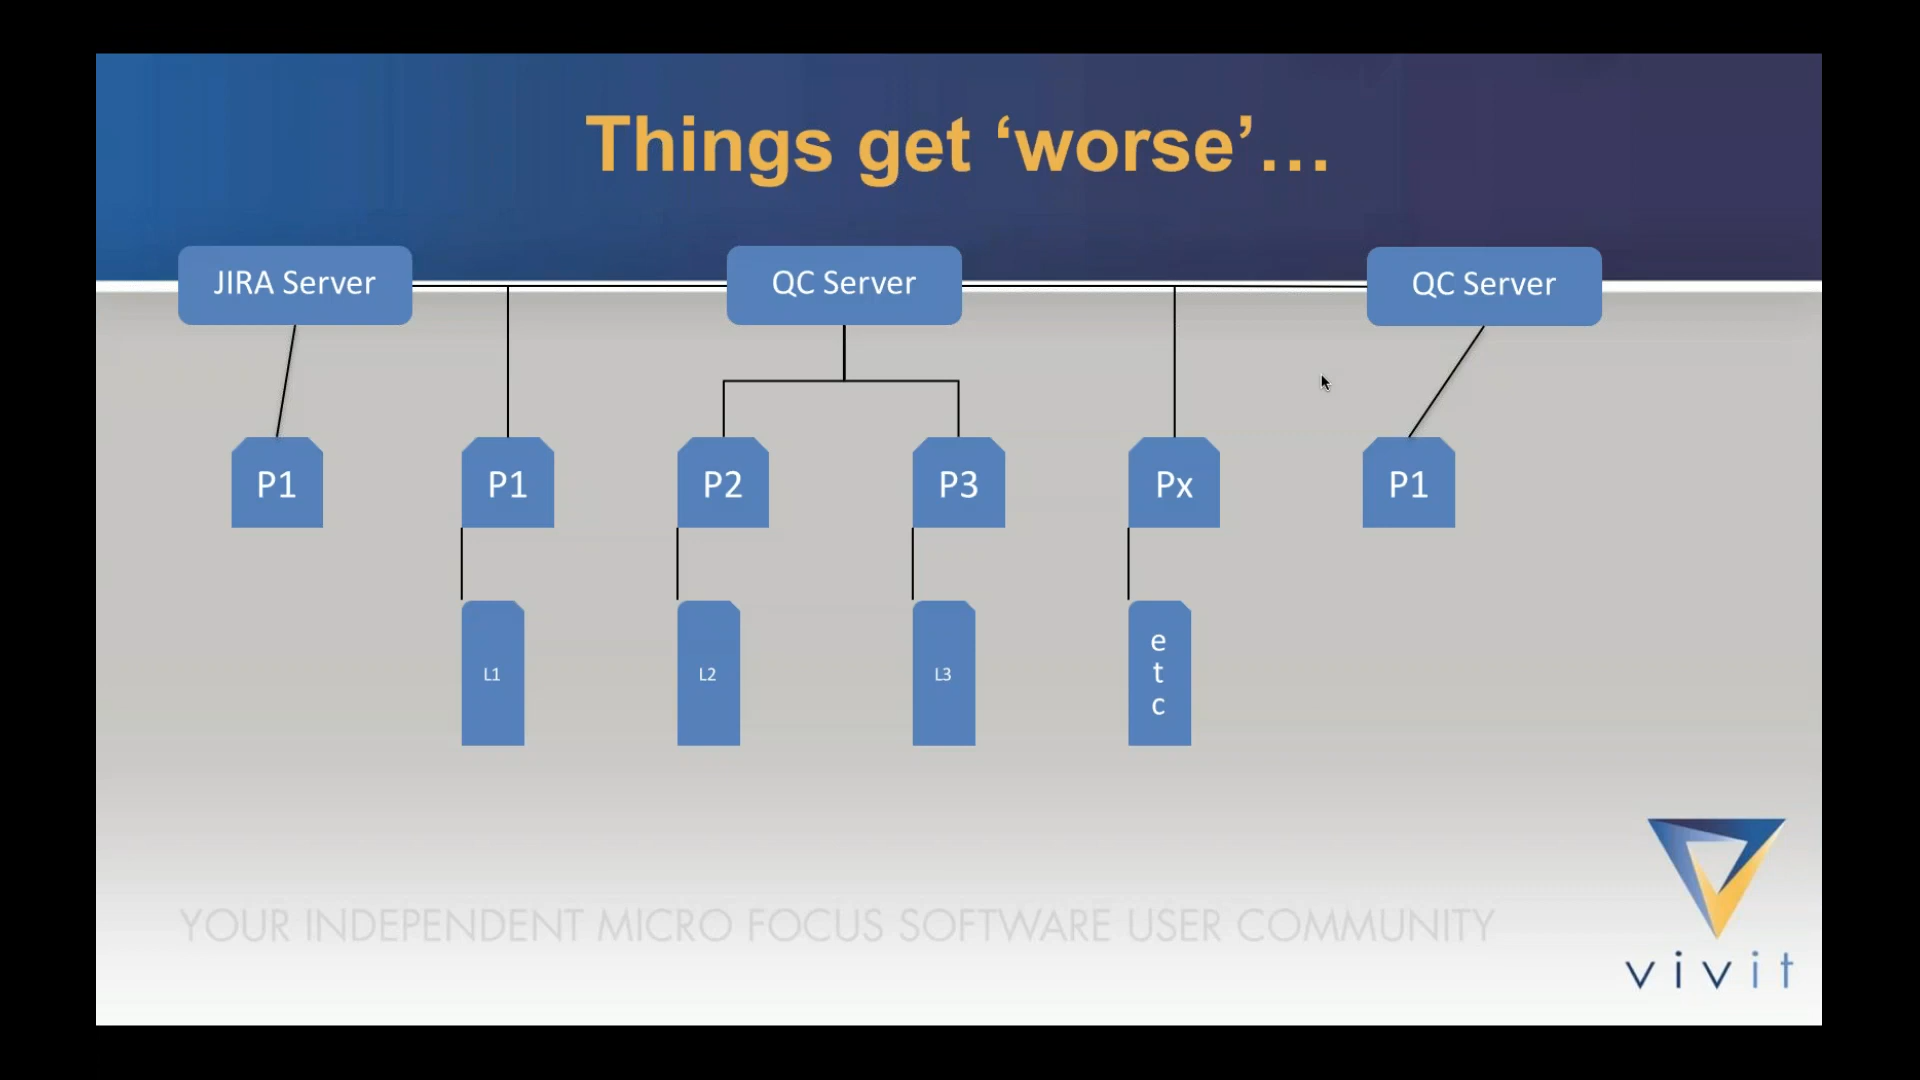 Things get ‘worse’...
JIRA Server
QC Server
QC Server
P1
P1
P2
P3
Px
P1
L1
L2
L3
etc
YOUR INDEPENDENT MICRO FOCUS SOFTWARE USER COMMUNITY
vivit